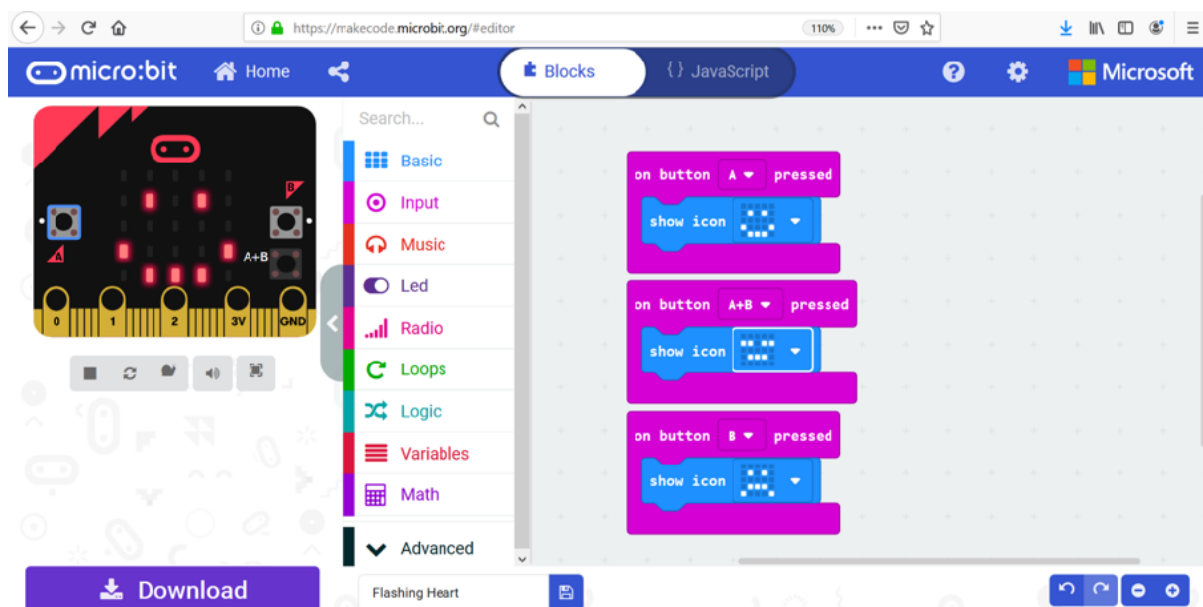 https://makecode.microbit.org/#editor
110%
micro:bit
Home
Blocks
{} JavaScript
Microsoft
Search...
Basic
Input
Music
Led
Radio
Loops
Logic
Variables
Math
Advanced
B
A
A+B
0 1 2 3V GND
on button A pressed
show icon
on button A+B pressed
show icon
on button B pressed
show icon
Download
Flashing Heart